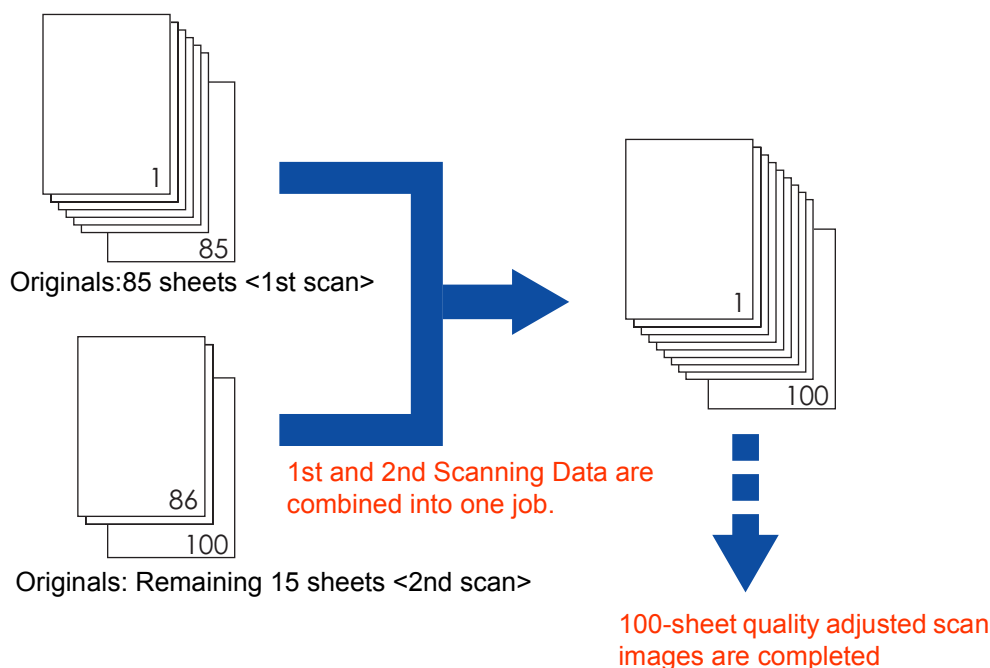 1
85
Originals:85 sheets <1st scan>
86
100
Originals: Remaining 15 sheets <2nd scan>
1st and 2nd Scanning Data are
combined into one job.
1
100
100-sheet quality adjusted scan
images are completed